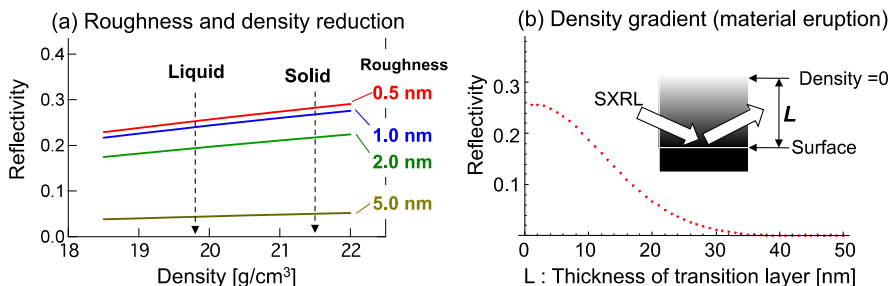 (a) Roughness and density reduction
0.4
0.3
0.2
0.1
0.0
Reflectivity
Liquid
Solid
Roughness
0.5 nm
1.0 nm
2.0 nm
5.0 nm
18 19 20 21 22
Density [g/cm³]
(b) Density gradient (material eruption)
0.3
0.2
0.1
0
Reflectivity
SXRL
Density =0
L
Surface
0 10 20 30 40 50
L : Thickness of transition layer [nm]